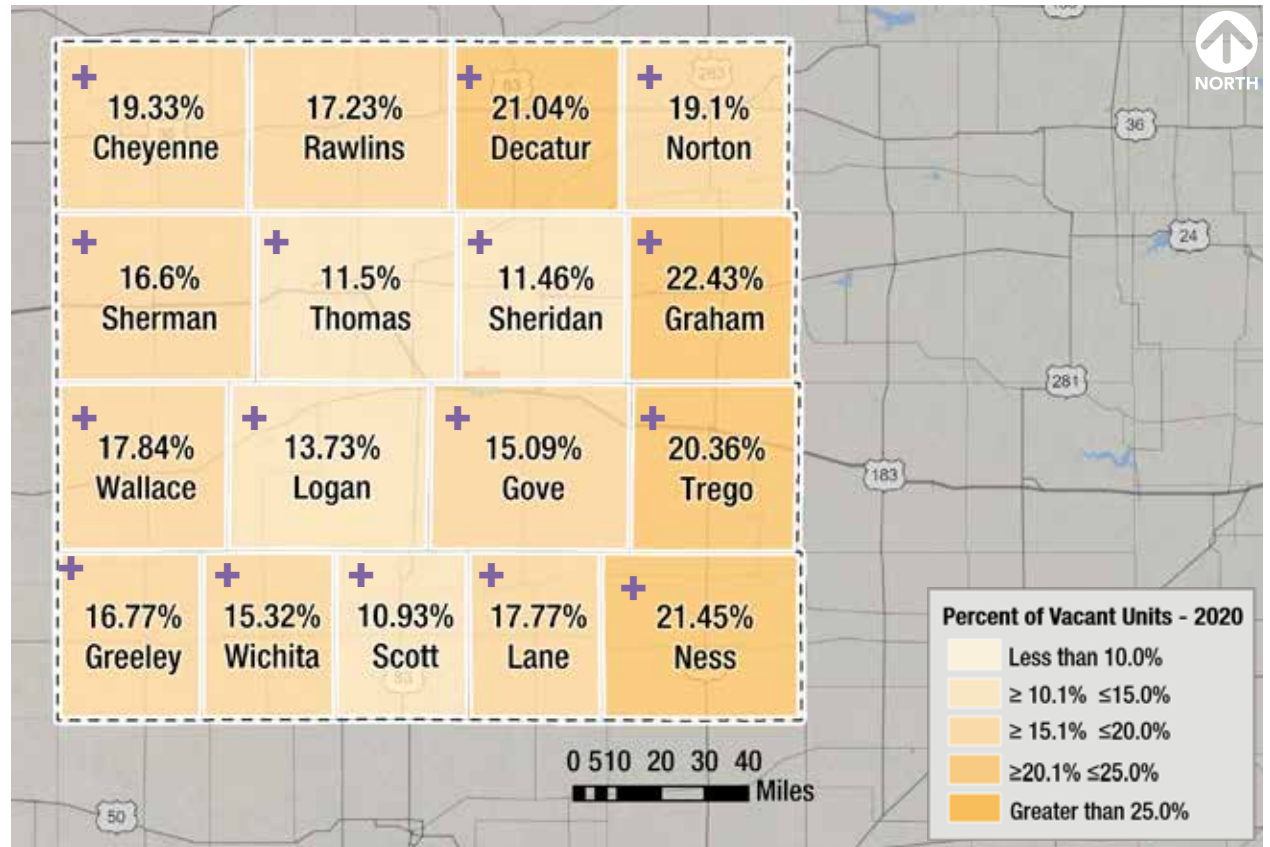 NORTH
19.33%
Cheyenne
17.23%
Rawlins
83
21.04%
Decatur
283
19.1%
Norton
36
16.6%
Sherman
11.5%
Thomas
11.46%
Sheridan
22.43%
Graham
24
281
17.84%
Wallace
13.73%
Logan
15.09%
Gove
20.36%
Trego
183
16.77%
Greeley
15.32%
Wichita
10.93%
Scott
83
17.77%
Lane
21.45%
Ness
Percent of Vacant Units - 2020
Less than 10.0%
≥ 10.1% ≤15.0%
≥ 15.1% ≤20.0%
≥20.1% ≤25.0%
Greater than 25.0%
0 510 20 30 40
Miles
50